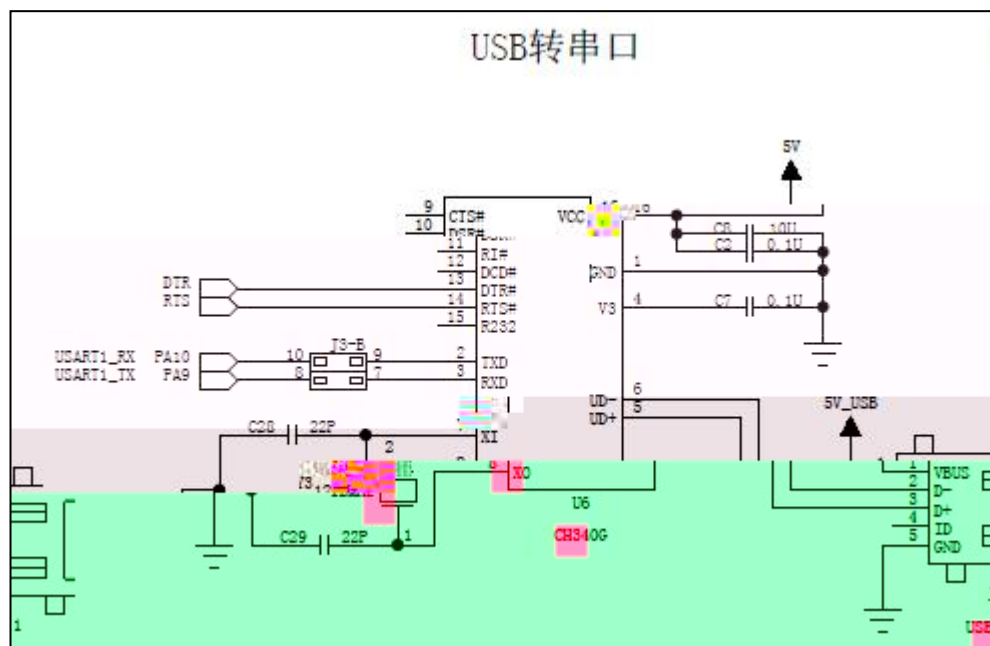 USB转串口
5V
9 CTS# VCC
10
C8 10U
11 C2 0.1U
12 RI# GND 1
DCD#
DTR 13 DTR#
RTS 14 RTS# V3 4 C7 0.1U
15 R232
J3-B
USART1_RX PA10 10 9 2 TXD
USART1_TX PA9 8 7 3 RXD
UD- 6
UD+ 5
5V_USB
C28 22P XI
2
XO
1 VBUS
2 D-
3 D+
4 ID
5 GND
U6
CH340G
C29 22P 1
1
USB